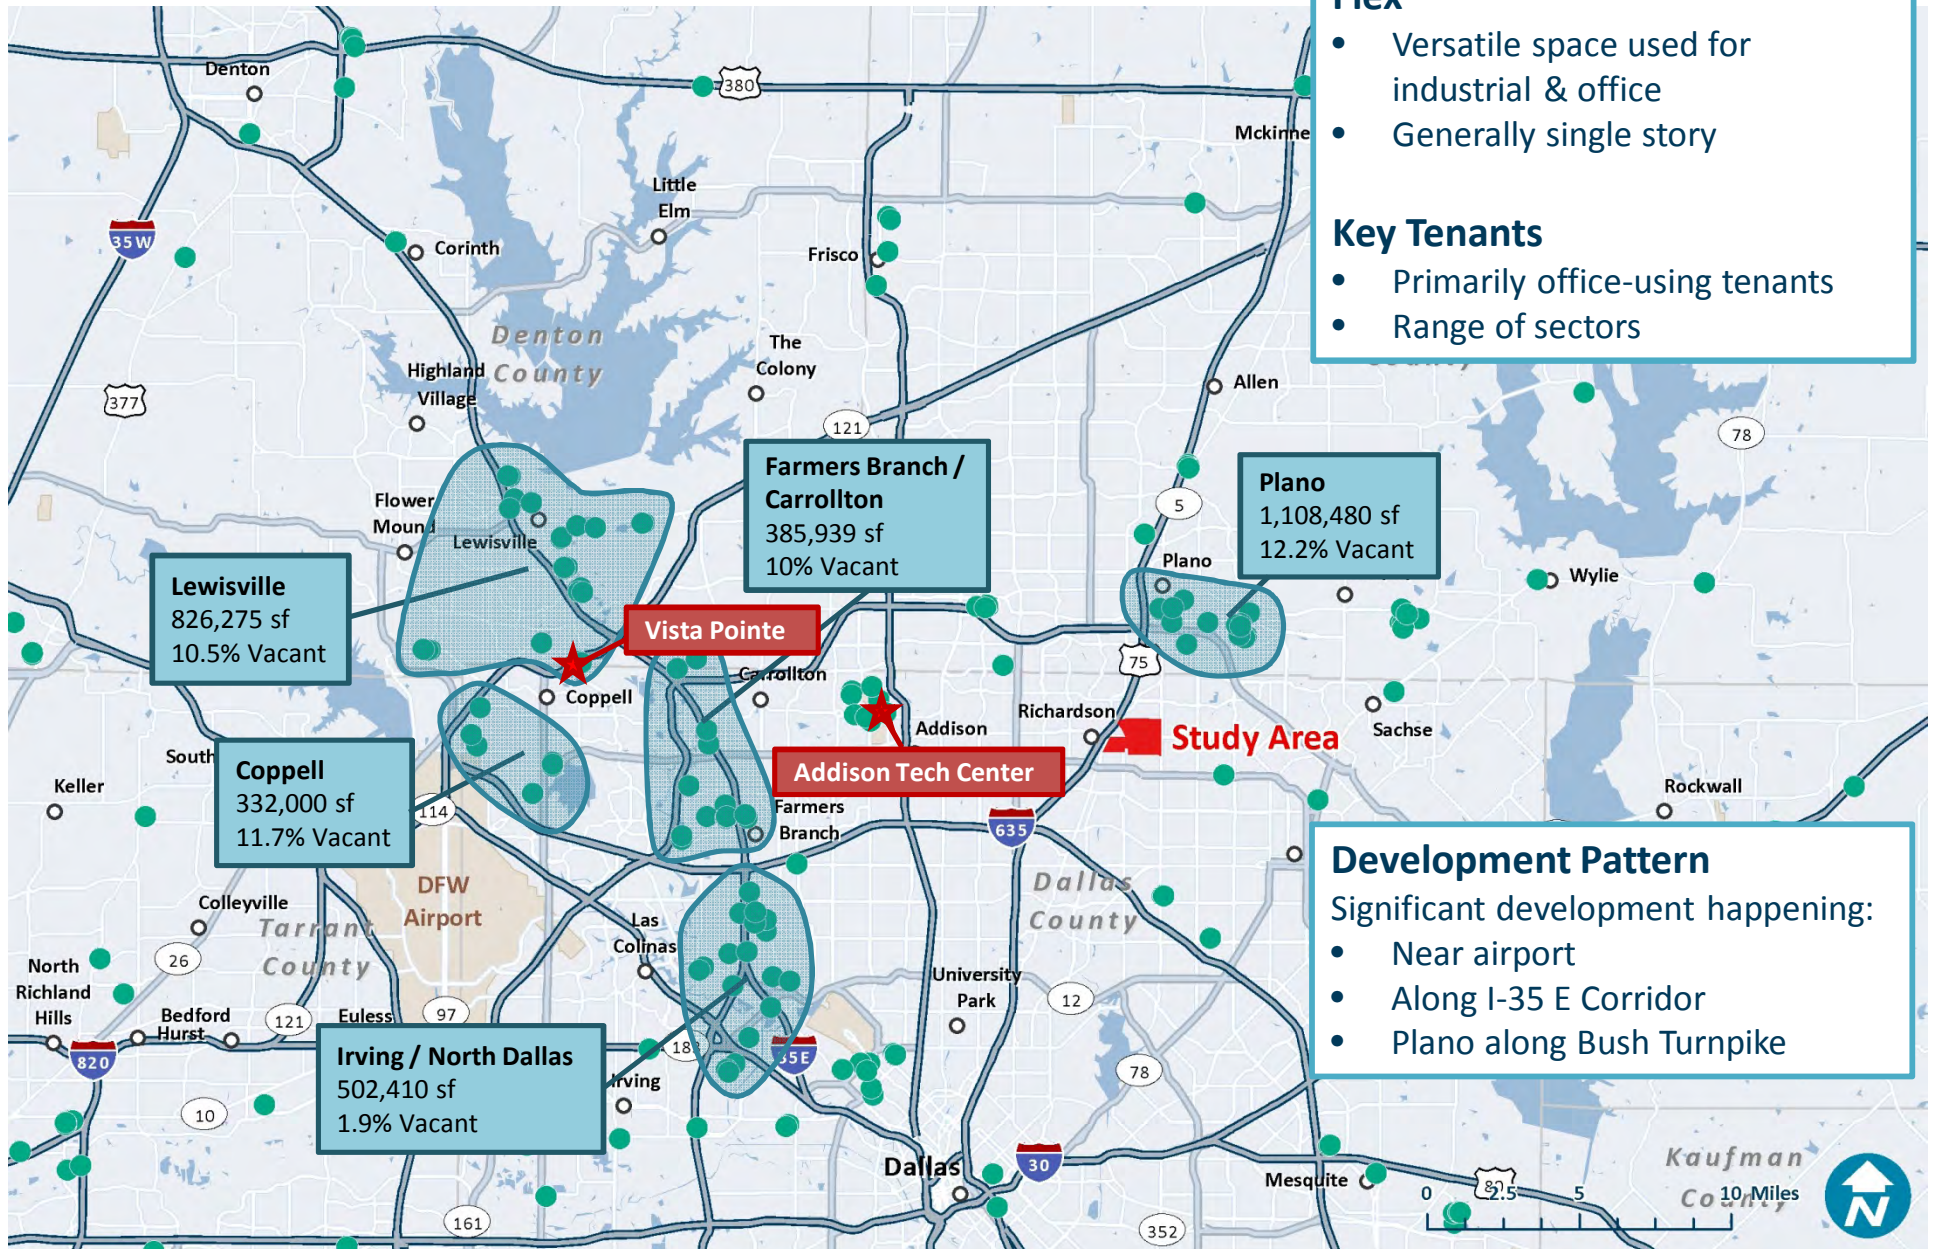 Flex
• Versatile space used for
industrial & office
• Generally single story
Key Tenants
• Primarily office-using tenants
• Range of sectors
Denton
380
Mckinne
Little
Elm
35W
Corinth
Frisco
Denton
County
The
Colony
Highland
Village
377
121
Allen
County
78
Farmers Branch /
Carrollton
385,939 sf
10% Vacant
Plano
1,108,480 sf
12.2% Vacant
5
Flower
Mound
Lewisville
Plano
Wylie
Lewisville
826,275 sf
10.5% Vacant
Vista Pointe
75
Carrollton
Coppell
Addison
Richardson
Study Area
Sachse
South
Coppell
332,000 sf
11.7% Vacant
Addison Tech Center
Keller
114
Farmers
Branch
635
Rockwall
Development Pattern
Significant development happening:
• Near airport
• Along I-35 E Corridor
• Plano along Bush Turnpike
DFW
Airport
Colleyville
Tarrant
County
Dallas
County
Las
Colinas
26
North
Richland
Hills
University
Park
12
Bedford
Hurst
121
Euless
97
820
Irving / North Dallas
502,410 sf
1.9% Vacant
183
35E
Irving
78
10
Dallas
30
Mesquite
80
Kaufman
County
0 2.5 5 10 Miles
N
161
352